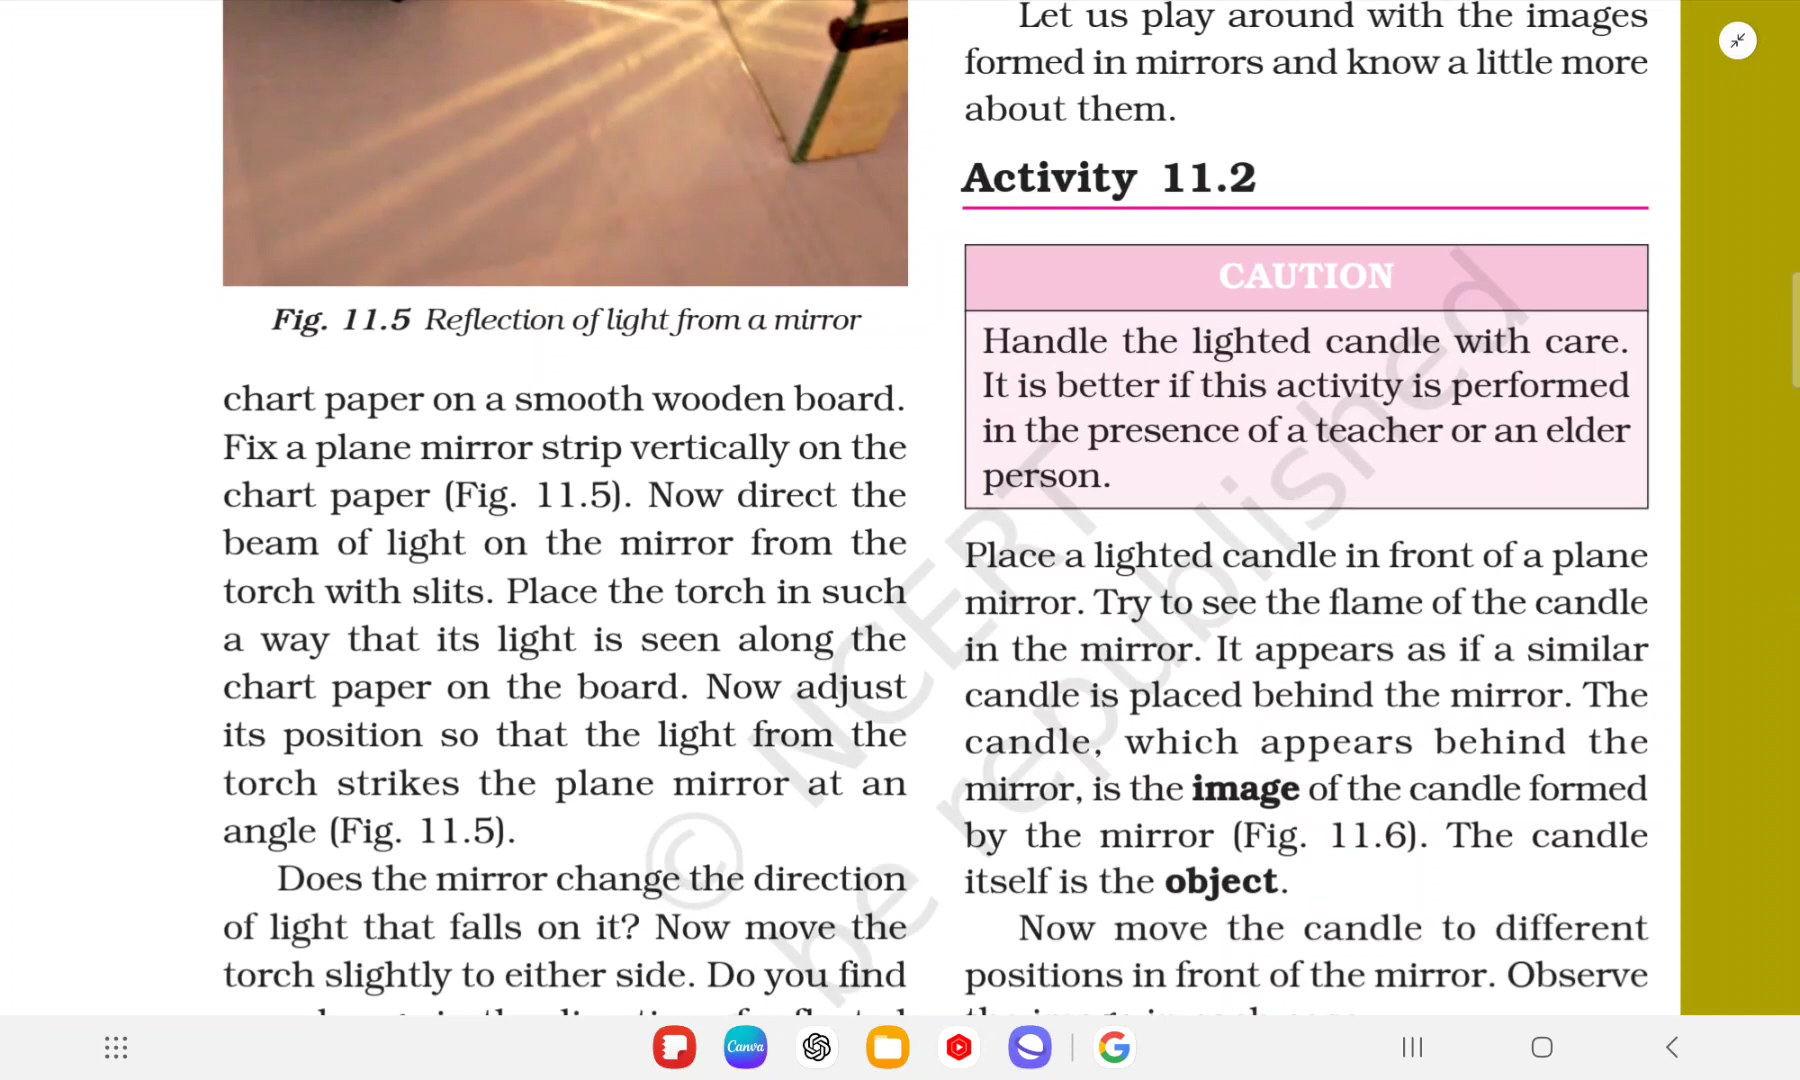 Fig. 11.5 Reflection of light from a mirror
chart paper on a smooth wooden board.
Fix a plane mirror strip vertically on the
chart paper (Fig. 11.5). Now direct the
beam of light on the mirror from the
torch with slits. Place the torch in such
a way that its light is seen along the
chart paper on the board. Now adjust
its position so that the light from the
torch strikes the plane mirror at an
angle (Fig. 11.5).
Does the mirror change the direction
of light that falls on it? Now move the
torch slightly to either side. Do you find
Let us play around with the images
formed in mirrors and know a little more
about them.
Activity 11.2
CAUTION
Handle the lighted candle with care.
It is better if this activity is performed
in the presence of a teacher or an elder
person.
Place a lighted candle in front of a plane
mirror. Try to see the flame of the candle
in the mirror. It appears as if a similar
candle is placed behind the mirror. The
candle, which appears behind the
mirror, is the image of the candle formed
by the mirror (Fig. 11.6). The candle
itself is the object.
Now move the candle to different
positions in front of the mirror. Observe
© NCERT
be republished
Canva